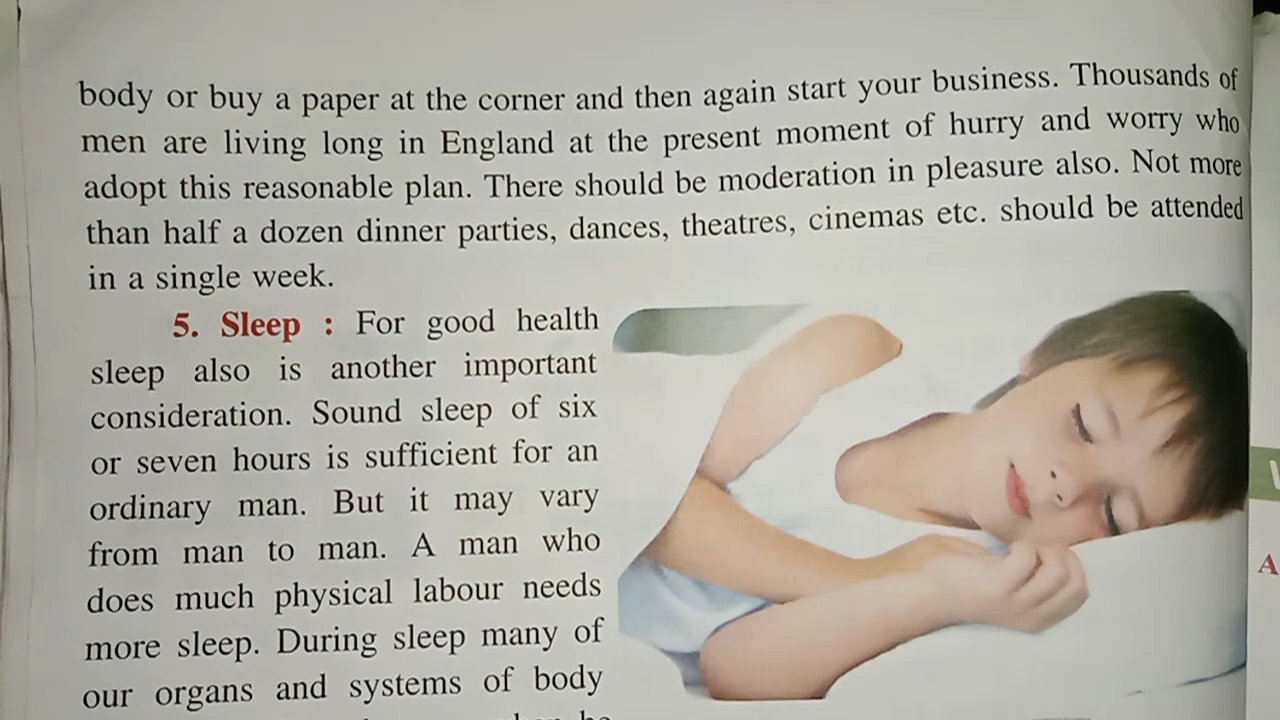 body or buy a paper at the corner and then again start your business. Thousands of
men are living long in England at the present moment of hurry and worry who
adopt this reasonable plan. There should be moderation in pleasure also. Not more
than half a dozen dinner parties, dances, theatres, cinemas etc. should be attended
in a single week.
5. Sleep : For good health
sleep also is another important
consideration. Sound sleep of six
or seven hours is sufficient for an
ordinary man. But it may vary
from man to man. A man who
does much physical labour needs
more sleep. During sleep many of
our organs and systems of body
A